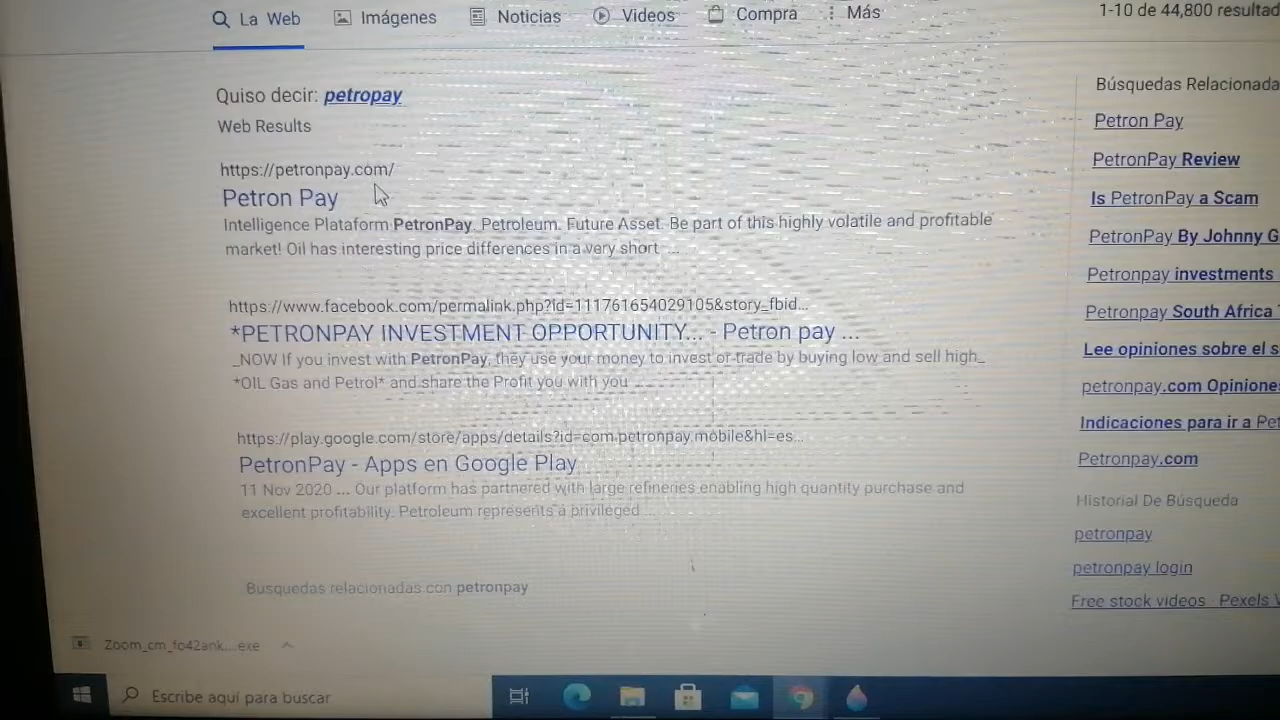 La Web
Imágenes
Noticias
Videos
Compra
Más
1-10 de 44,800 resultad
Quiso decir: petropay
Web Results
https://petronpay.com/
Petron Pay
Intelligence Plataform PetronPay_Petroleum. Future Asset. Be part of this highly volatile and profitable
market! Oil has interesting price differences in a very short ...
https://www.facebook.com/permalink.php?id=111761654029105&story_fbid...
*PETRONPAY INVESTMENT OPPORTUNITY... - Petron pay ...
_NOW If you invest with PetronPay, they use your money to invest or trade by buying low and sell high_
*OIL Gas and Petrol* and share the Profit you with you ...
https://play.google.com/store/apps/details?id=com.petronpay.mobile&hl=es...
PetronPay - Apps en Google Play
11 Nov 2020 ... Our platform has partnered with large refineries enabling high quantity purchase and
excellent profitability. Petroleum represents a privileged ...
Busquedas relacionadas con petronpay
Búsquedas Relacionada
Petron Pay
PetronPay Review
Is PetronPay a Scam
PetronPay By Johnny G
Petronpay investments
Petronpay South Africa
Lee opiniones sobre el s
petronpay.com Opinione
Indicaciones para ir a Pet
Petronpay.com
Historial De Búsqueda
petronpay
petronpay login
Free stock videos · Pexels V
Zoom_cm_fo42ank....exe
Escribe aquí para buscar